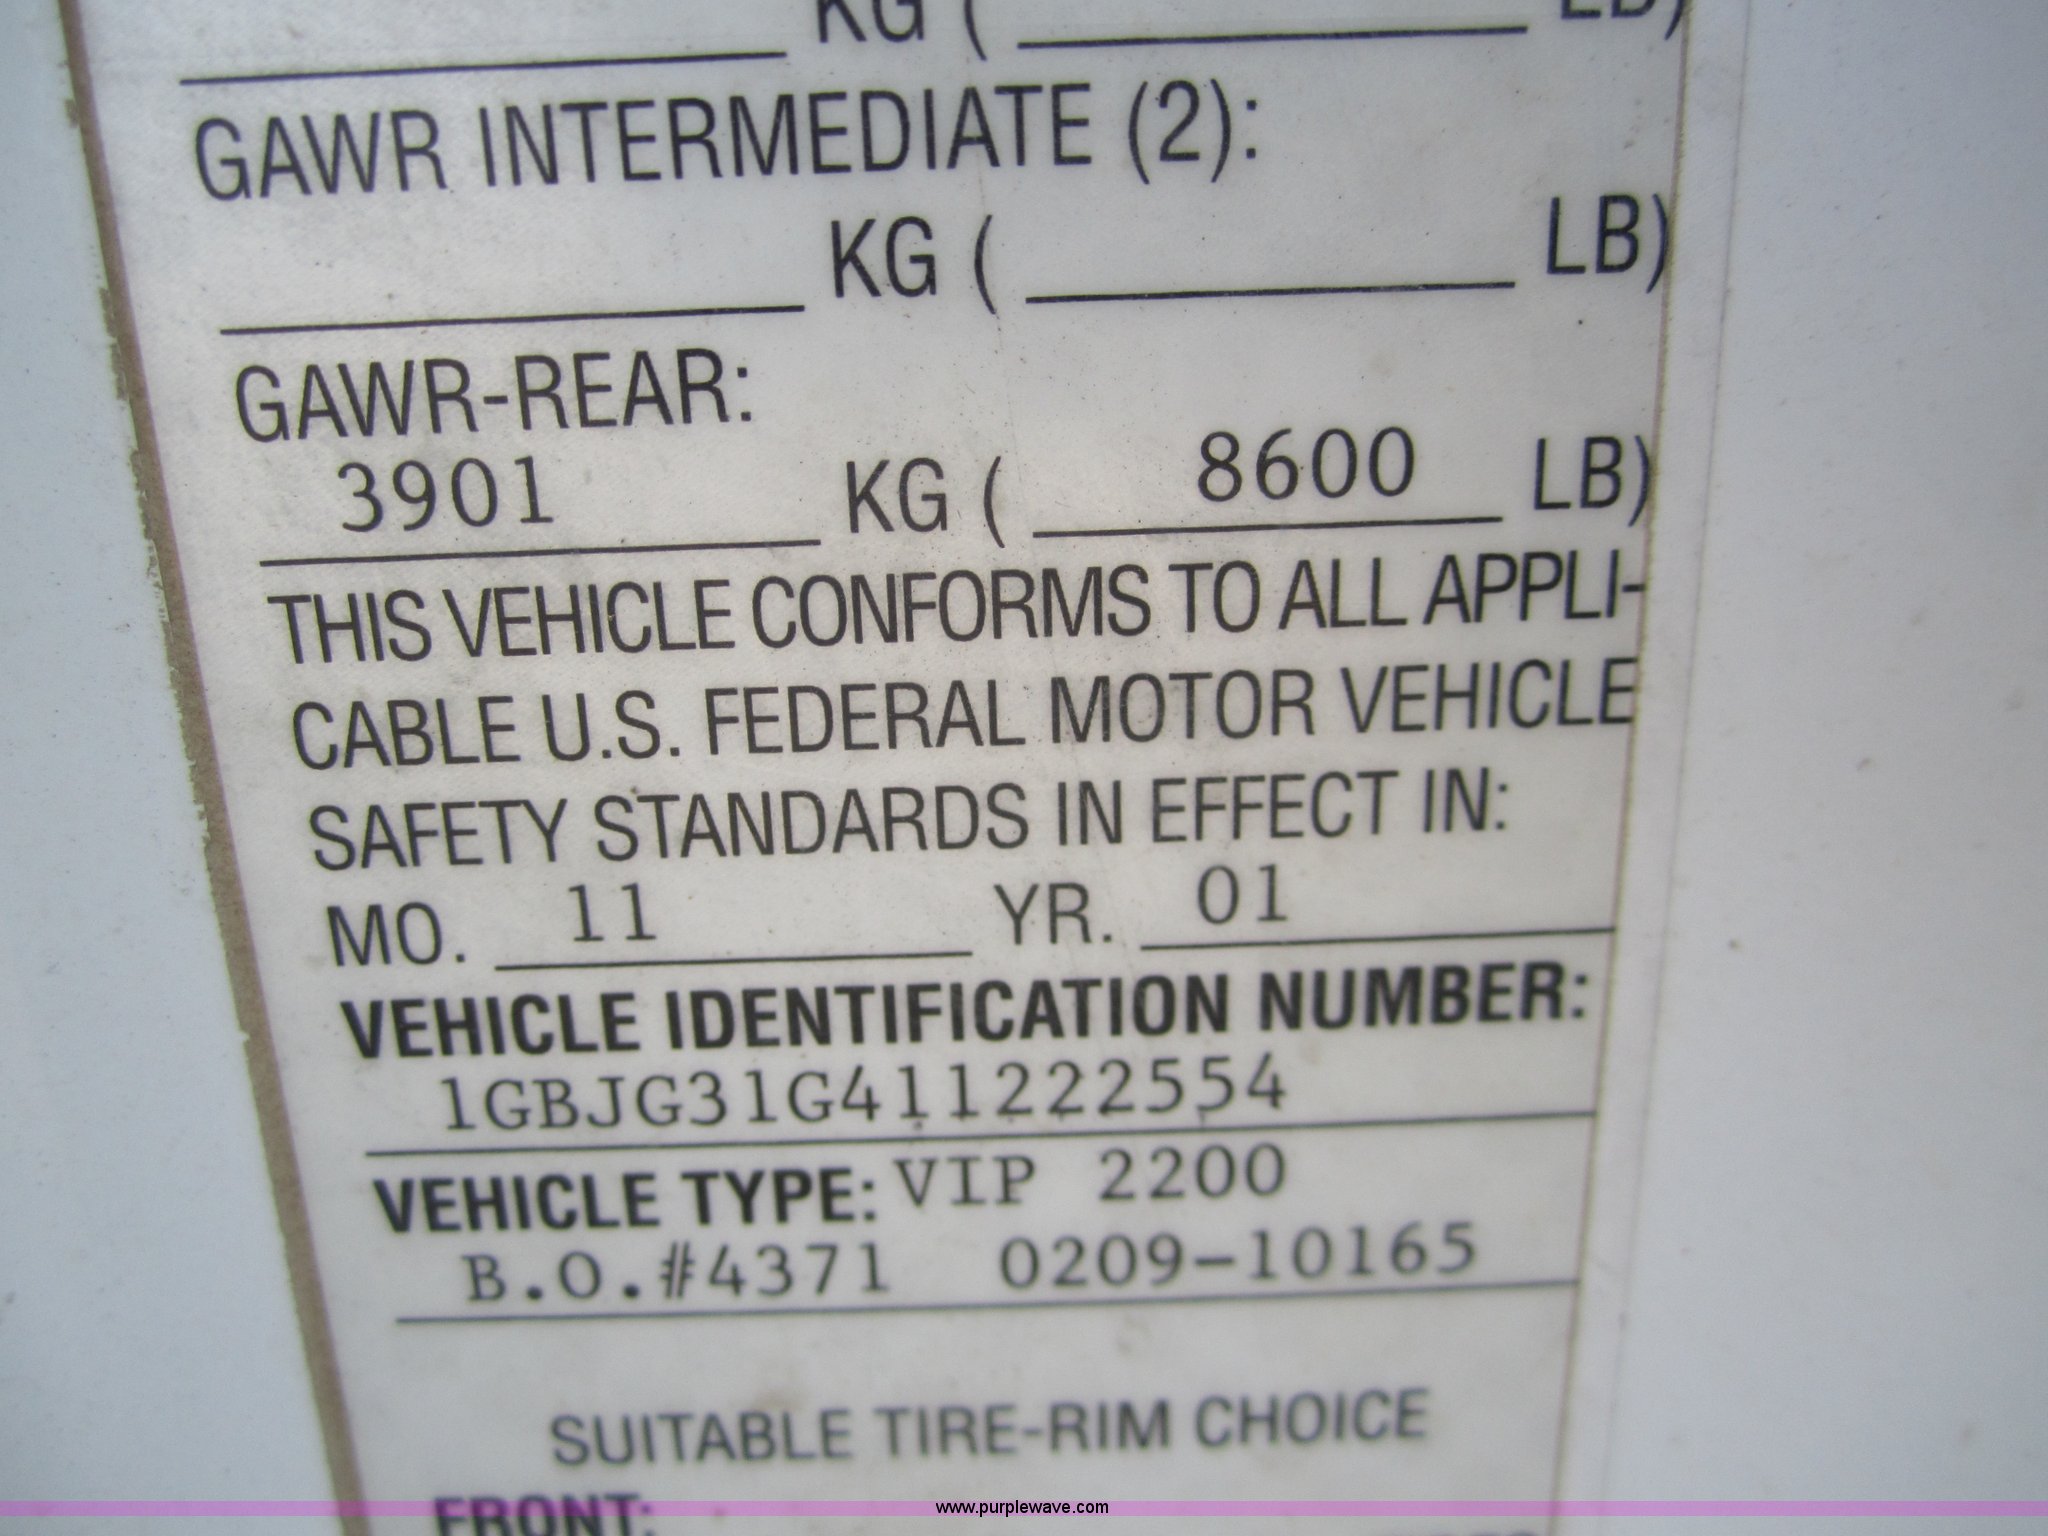 KG ( LB)
GAWR INTERMEDIATE (2):
KG ( LB)
GAWR-REAR:
3901 KG ( 8600 LB)
THIS VEHICLE CONFORMS TO ALL APPLI-
CABLE U.S. FEDERAL MOTOR VEHICLE
SAFETY STANDARDS IN EFFECT IN:
MO. 11 YR. 01
VEHICLE IDENTIFICATION NUMBER:
1GBJG31G411222554
VEHICLE TYPE: VIP 2200
B.O.#4371 0209-10165
SUITABLE TIRE-RIM CHOICE
FRONT:
www.purplewave.com